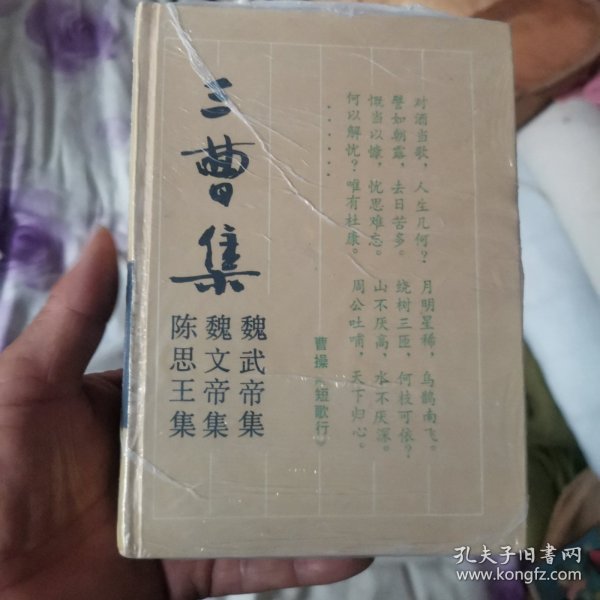 三曹集
魏武帝集
魏文帝集
陈思王集
对酒当歌，人生几何？
譬如朝露，去日苦多。
慨当以慷，忧思难忘。
何以解忧？唯有杜康。
······
月明星稀，乌鹊南飞。
绕树三匝，何枝可依？
山不厌高，水不厌深。
周公吐哺，天下归心。
曹操《短歌行》
孔夫子旧书网
www.kongfz.com